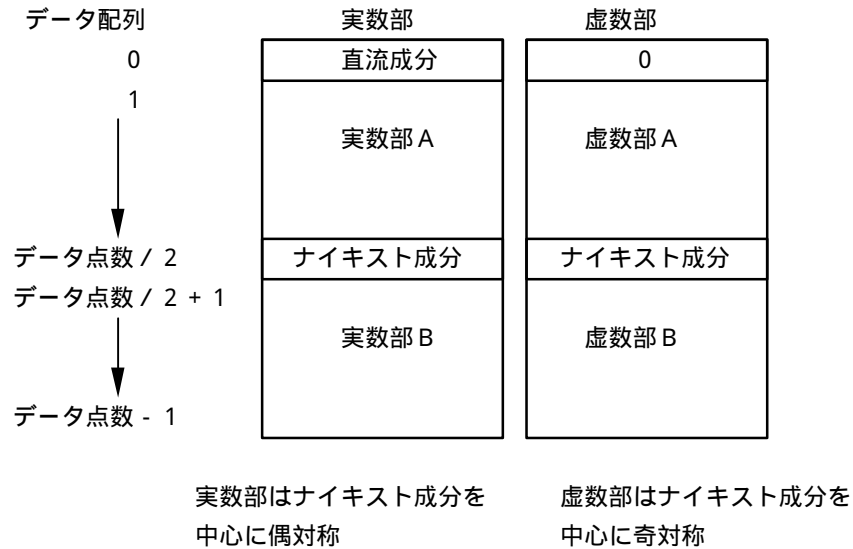 データ配列 実数部 虚数部
0 直流成分 0
1
実数部A 虚数部A
データ点数 / 2 ナイキスト成分 ナイキスト成分
データ点数 / 2 + 1
実数部B 虚数部B
データ点数 - 1
実数部はナイキスト成分を
中心に偶対称
虚数部はナイキスト成分を
中心に奇対称